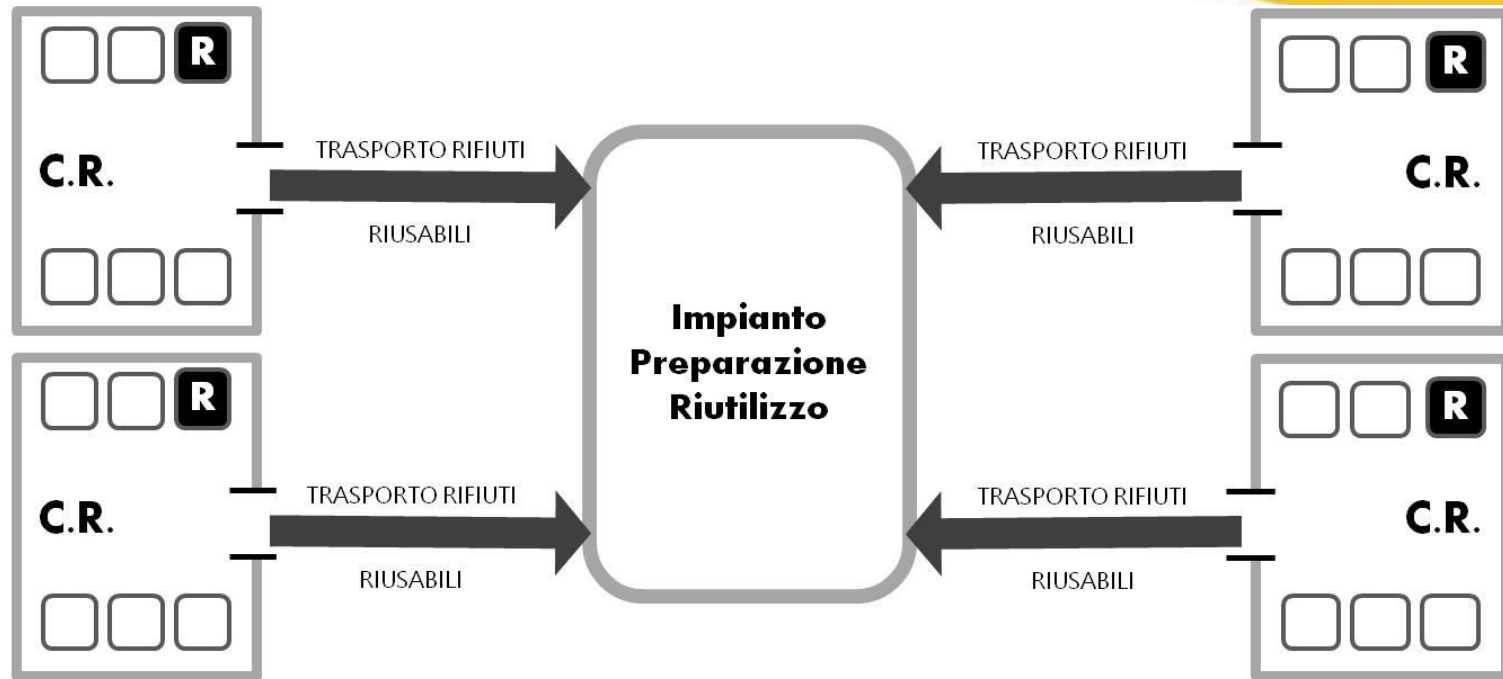 R
R
C.R.
TRASPORTO RIFIUTI
RIUSABILI
TRASPORTO RIFIUTI
RIUSABILI
C.R.
Impianto
Preparazione
Riutilizzo
R
R
C.R.
TRASPORTO RIFIUTI
RIUSABILI
TRASPORTO RIFIUTI
RIUSABILI
C.R.